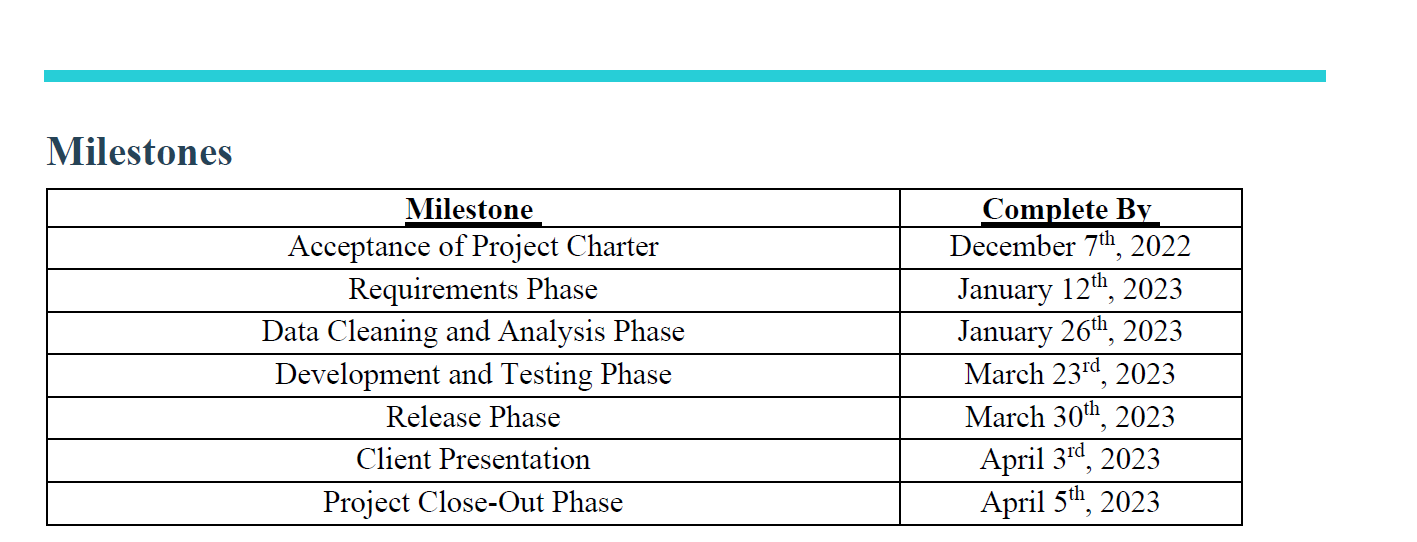 Milestones
Milestone Complete By
Acceptance of Project Charter December 7th, 2022
Requirements Phase January 12th, 2023
Data Cleaning and Analysis Phase January 26th, 2023
Development and Testing Phase March 23rd, 2023
Release Phase March 30th, 2023
Client Presentation April 3rd, 2023
Project Close-Out Phase April 5th, 2023